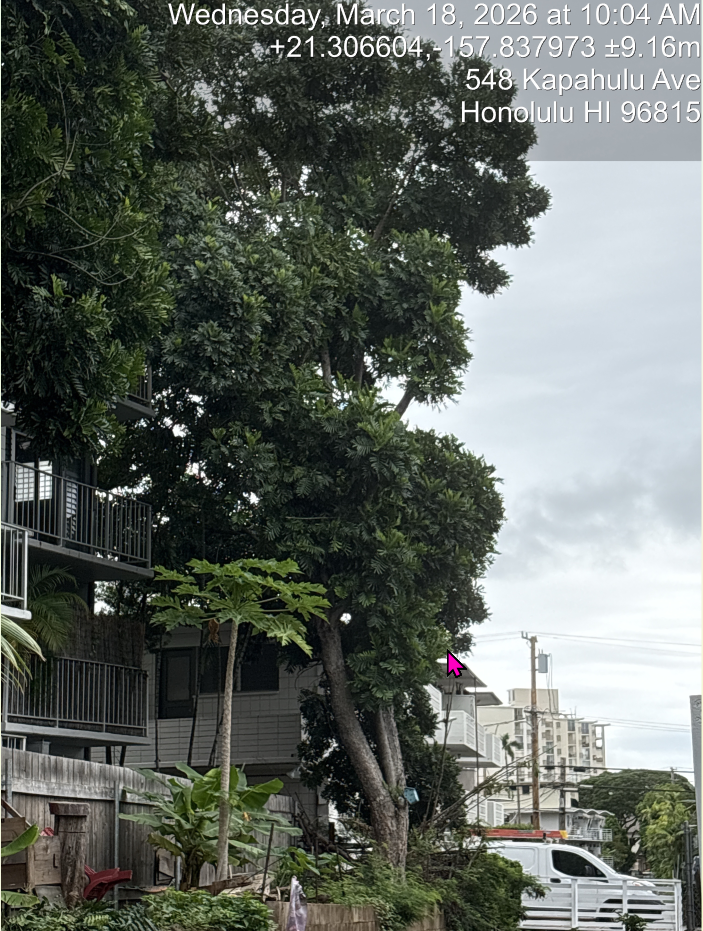 Wednesday, March 18, 2026 at 10:04 AM
+21.306604,-157.837973 ±9.16m
548 Kapahulu Ave
Honolulu HI 96815